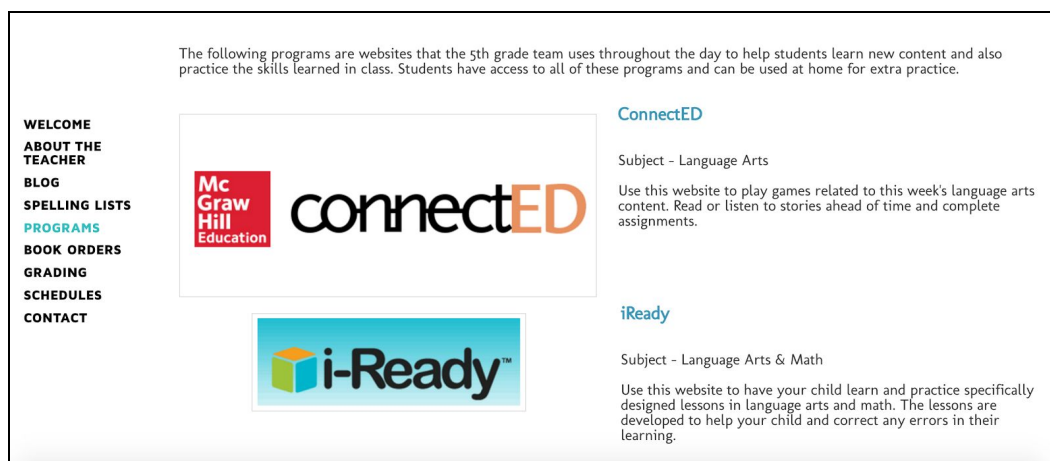 The following programs are websites that the 5th grade team uses throughout the day to help students learn new content and also
practice the skills learned in class. Students have access to all of these programs and can be used at home for extra practice.
WELCOME
ABOUT THE
TEACHER
BLOG
SPELLING LISTS
PROGRAMS
BOOK ORDERS
GRADING
SCHEDULES
CONTACT
Mc
Graw
Hill
Education
connectED
ConnectED
Subject - Language Arts
Use this website to play games related to this week's language arts
content. Read or listen to stories ahead of time and complete
assignments.
i-Ready™
iReady
Subject - Language Arts & Math
Use this website to have your child learn and practice specifically
designed lessons in language arts and math. The lessons are
developed to help your child and correct any errors in their
learning.